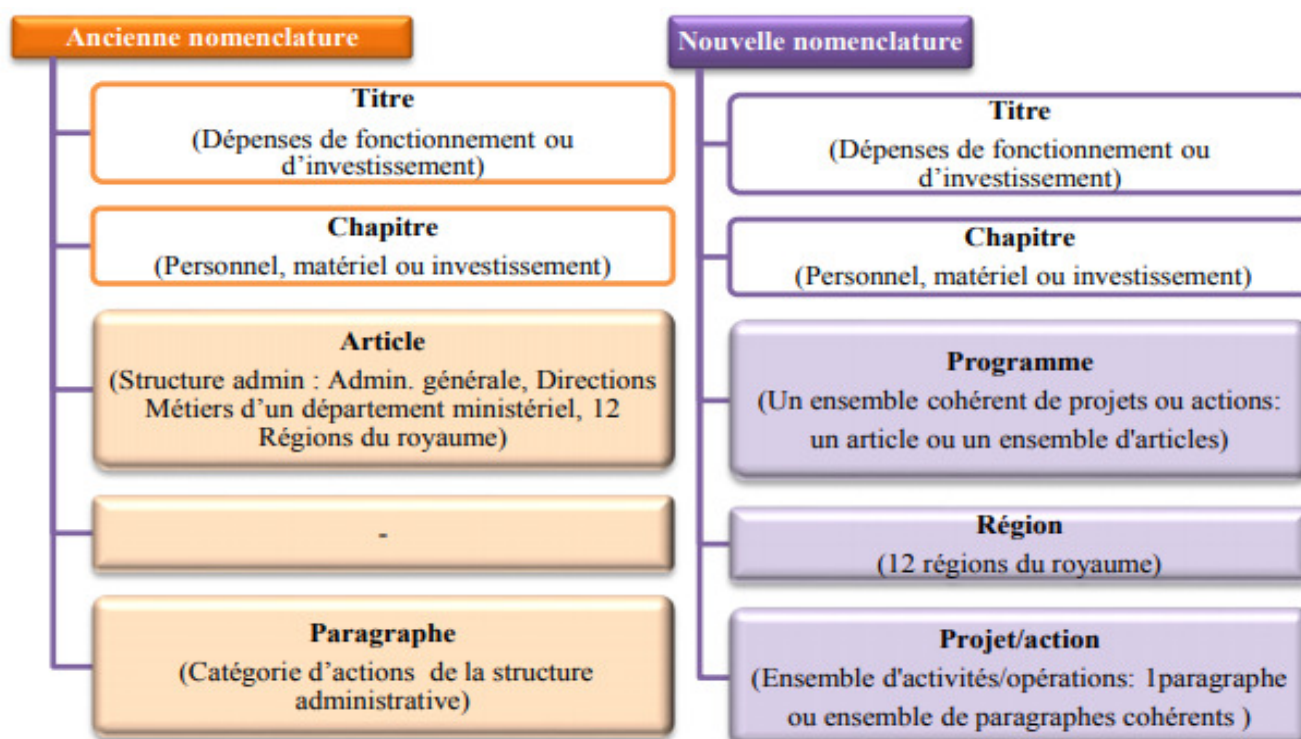 Ancienne nomenclature
Titre
(Dépenses de fonctionnement ou
d’investissement)
Chapitre
(Personnel, matériel ou investissement)
Article
(Structure admin : Admin. générale, Directions
Métiers d’un département ministériel, 12
Régions du royaume)
-
Paragraphe
(Catégorie d’actions de la structure
administrative)
Nouvelle nomenclature
Titre
(Dépenses de fonctionnement ou
d’investissement)
Chapitre
(Personnel, matériel ou investissement)
Programme
(Un ensemble cohérent de projets ou actions:
un article ou un ensemble d'articles)
Région
(12 régions du royaume)
Projet/action
(Ensemble d'activités/opérations: 1paragraphe
ou ensemble de paragraphes cohérents )